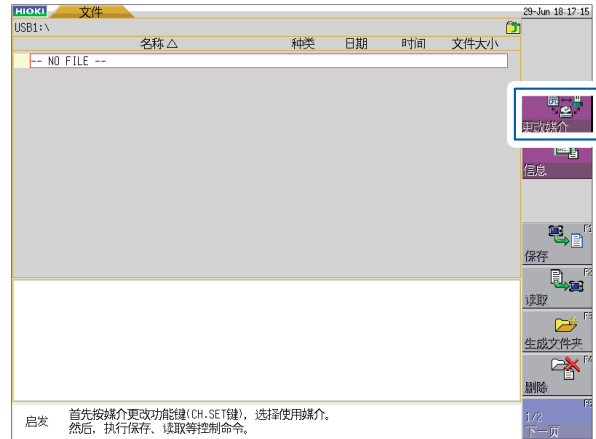 HIOKI 文件 29-Jun 18:17:15
USB1:\
名称△ 种类 日期 时间 文件大小
-- NO FILE --
更改媒介
信息
F1
保存
F2
读取
F3
生成文件夹
F4
删除
F5
1/2
下一页
启发 首先按媒介更改功能键(CH.SET键), 选择使用媒介。
然后, 执行保存、读取等控制命令。